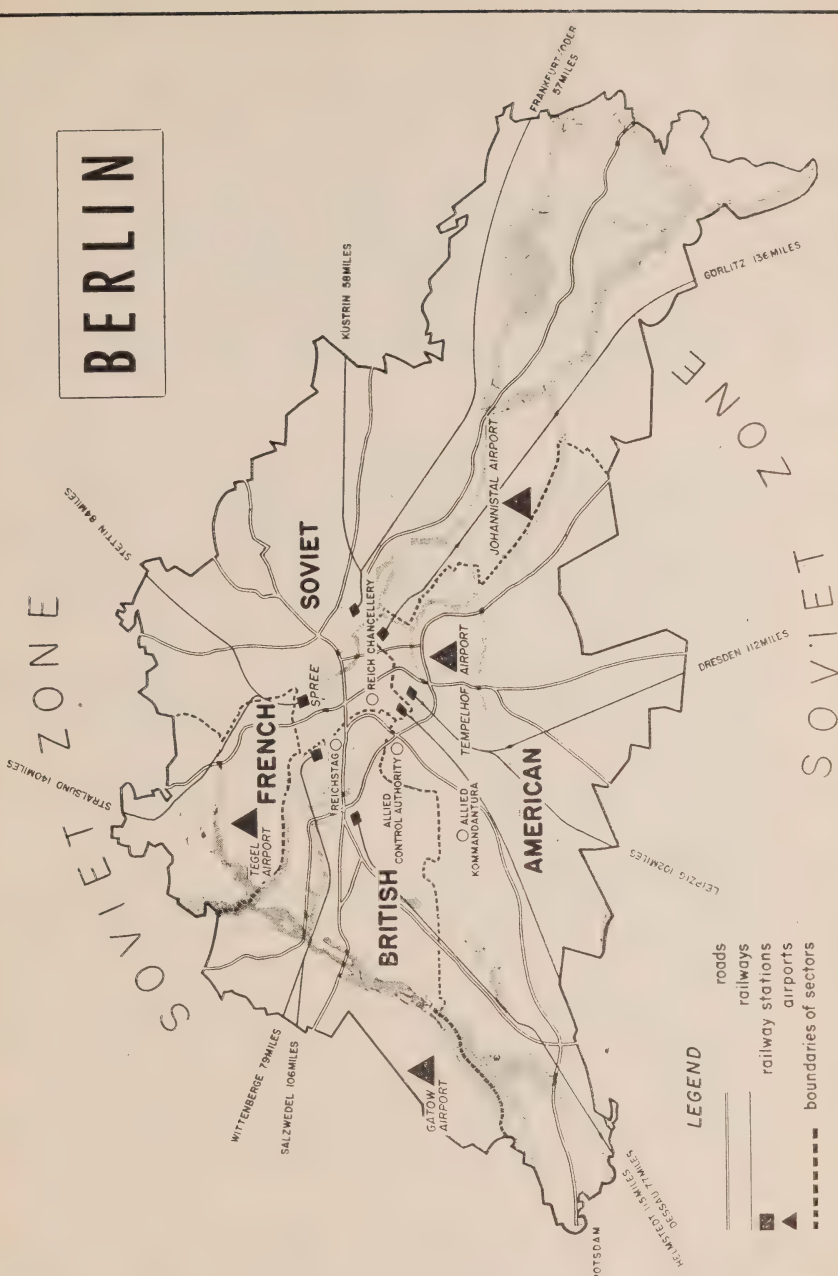 BERLIN
SOVIET ZONE
STRALSUND 140MILES
STETTIN 84MILES
KUSTRIN 58MILES
FRANKFURT/ODER
57MILES
GORLITZ 136MILES
SOVIET ZONE
DRESDEN 112MILES
LEIPZIG 102MILES
HELMSTEDT 115MILES
DESSAU 77MILES
POTSDAM
WITTENBERGE 79MILES
SALZWEDEL 106MILES
FRENCH
TEGEL
AIRPORT
SOVIET
SPREE
REICH CHANCELLERY
REICHSTAG
BRITISH
ALLIED
CONTROL AUTHORITY
GATOW
AIRPORT
AMERICAN
ALLIED
KOMMANDANTURA
TEMPELHOF
AIRPORT
JOHANNISTAL AIRPORT
LEGEND
roads
railways
railway stations
airports
boundaries of sectors